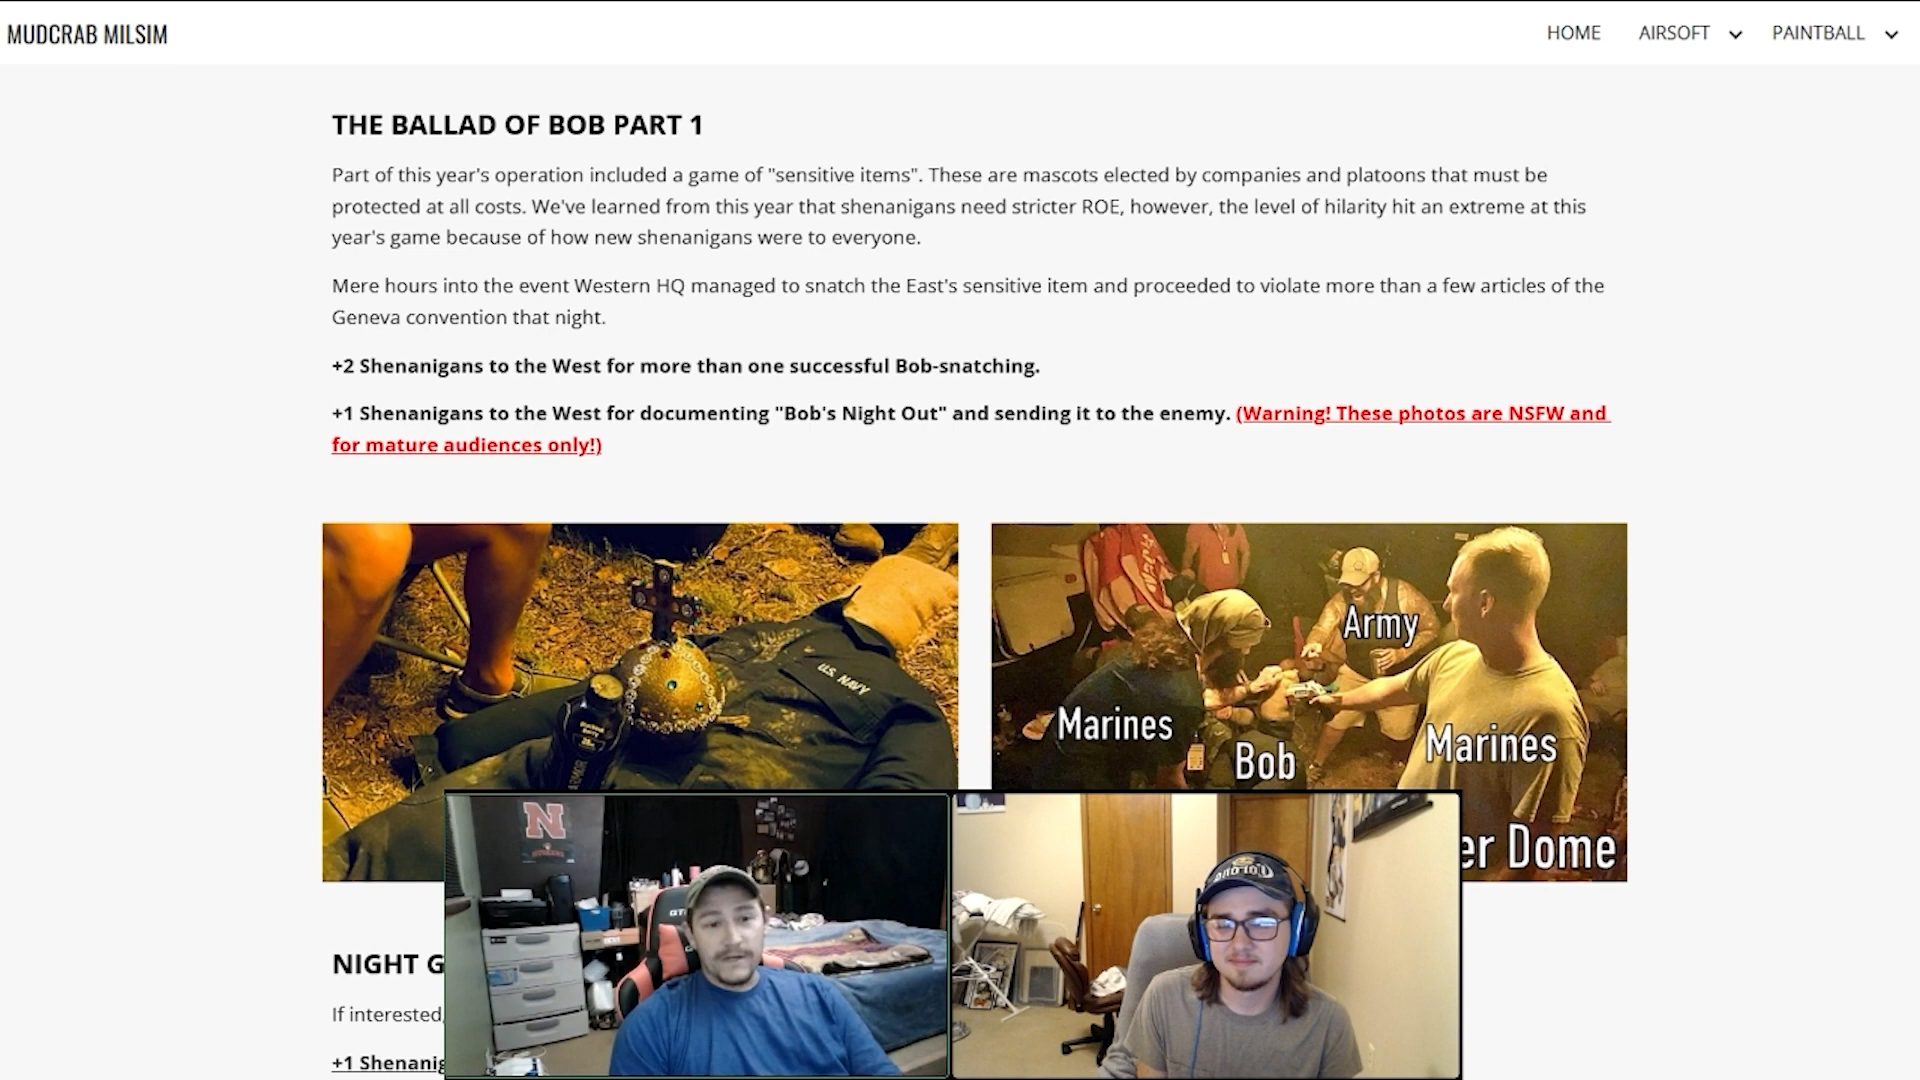 MUDCRAB MILSIM
HOME AIRSOFT PAINTBALL
THE BALLAD OF BOB PART 1
Part of this year's operation included a game of "sensitive items". These are mascots elected by companies and platoons that must be
protected at all costs. We've learned from this year that shenanigans need stricter ROE, however, the level of hilarity hit an extreme at this
year's game because of how new shenanigans were to everyone.
Mere hours into the event Western HQ managed to snatch the East's sensitive item and proceeded to violate more than a few articles of the
Geneva convention that night.
+2 Shenanigans to the West for more than one successful Bob-snatching.
+1 Shenanigans to the West for documenting "Bob's Night Out" and sending it to the enemy. (Warning! These photos are NSFW and
for mature audiences only!)
U.S. NAVY
Army
Marines
Marines
Bob
er Dome
N
NIGHT G
If interested,
+1 Shenanig